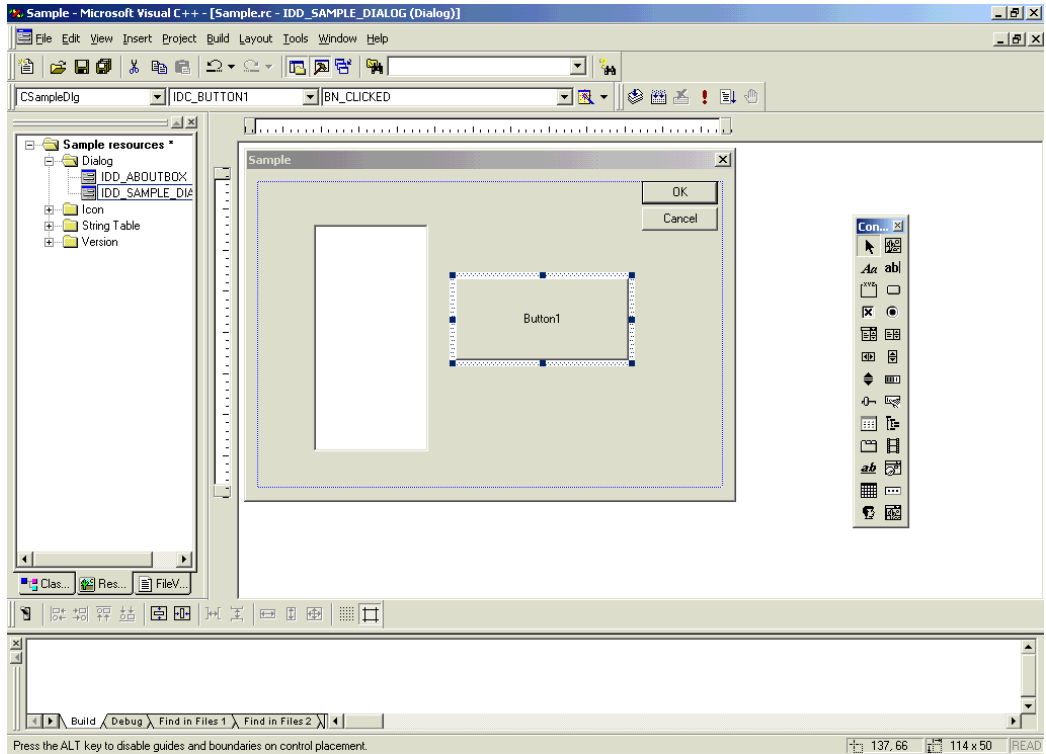 Sample - Microsoft Visual C++ - [Sample.rc - IDD_SAMPLE_DIALOG (Dialog)]
File Edit View Insert Project Build Layout Tools Window Help
CSampleDlg IDC_BUTTON1 BN_CLICKED
Sample resources *
Dialog
IDD_ABOUTBOX
IDD_SAMPLE_DIA
Icon
String Table
Version
Sample
OK
Cancel
Button1
Con...
Aa ab|
xyz
ab
Clas... Res... FileV...
Build Debug Find in Files 1 Find in Files 2
Press the ALT key to disable guides and boundaries on control placement. 137, 66 114 x 50 READ